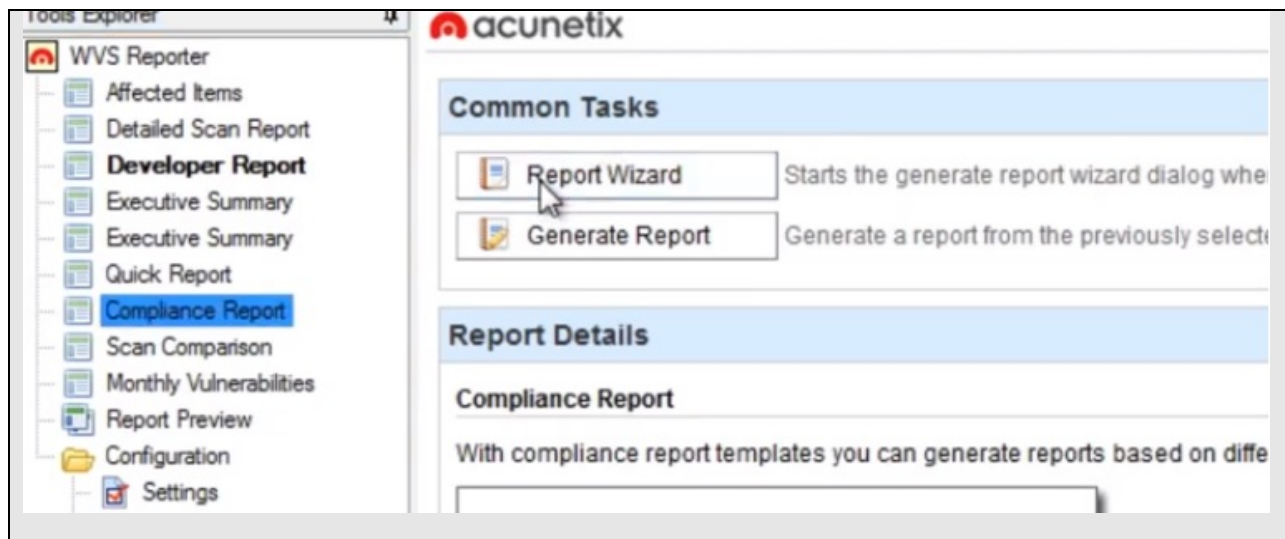 Tools Explorer
WVS Reporter
Affected Items
Detailed Scan Report
Developer Report
Executive Summary
Executive Summary
Quick Report
Compliance Report
Scan Comparison
Monthly Vulnerabilities
Report Preview
Configuration
Settings
acunetix
Common Tasks
Report Wizard
Starts the generate report wizard dialog whe
Generate Report
Generate a report from the previously selecte
Report Details
Compliance Report
With compliance report templates you can generate reports based on diffe